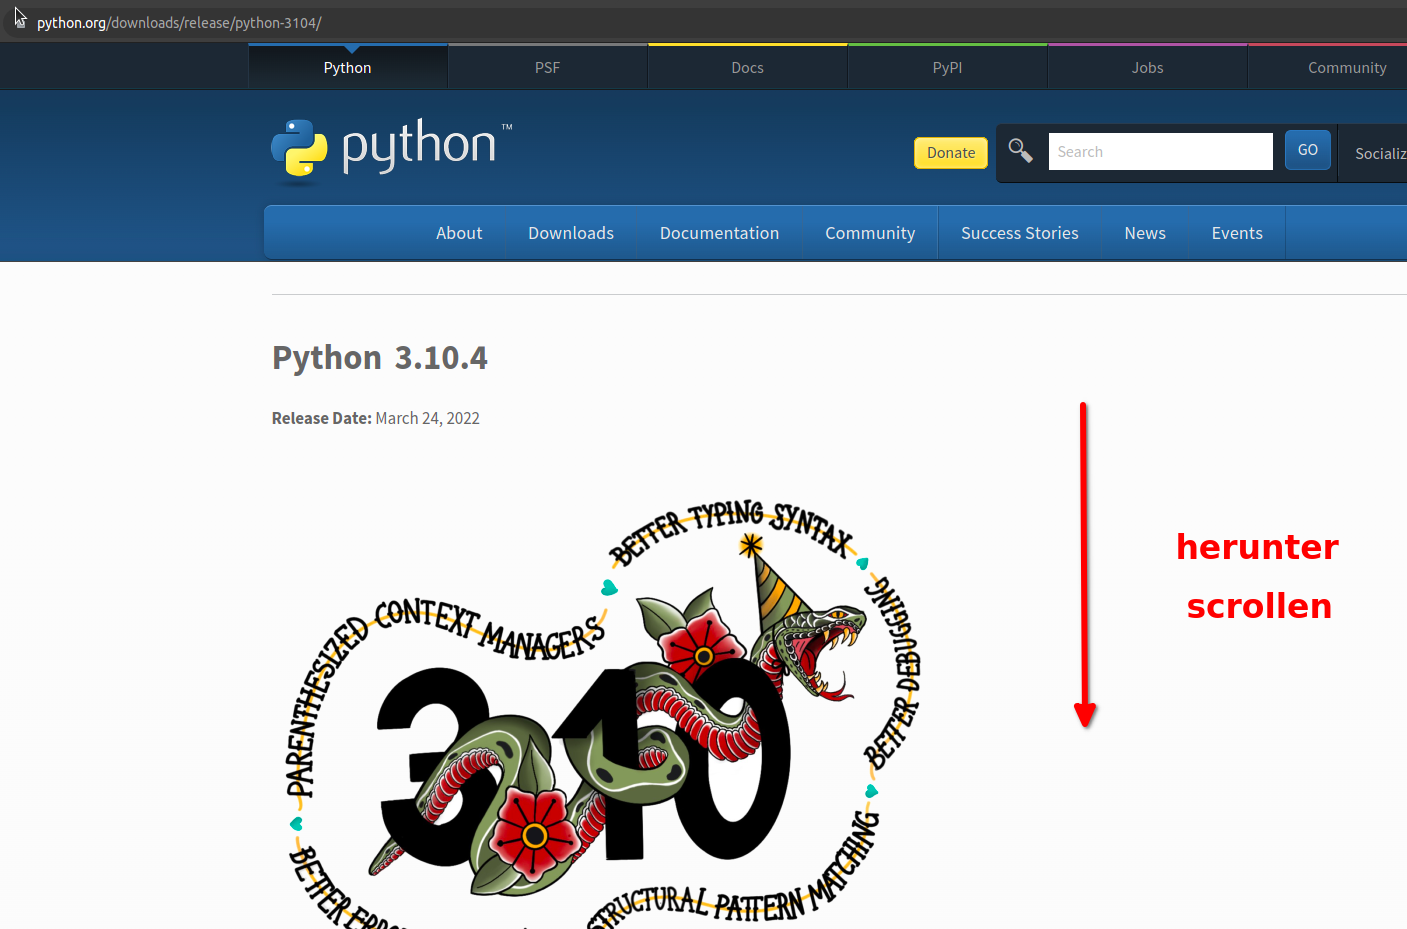 python.org/downloads/release/python-3104/
Python
PSF
Docs
PyPI
Jobs
Community
python™
Donate
Search
GO
Socializ
About
Downloads
Documentation
Community
Success Stories
News
Events
Python 3.10.4
Release Date: March 24, 2022
herunter
scrollen
BETTER TYPING SYNTAX
BETTER DEBUGGING
PARENTHESIZED CONTEXT MANAGERS
3.10
STRUCTURAL PATTERN MATCHING
BETTER ERRO